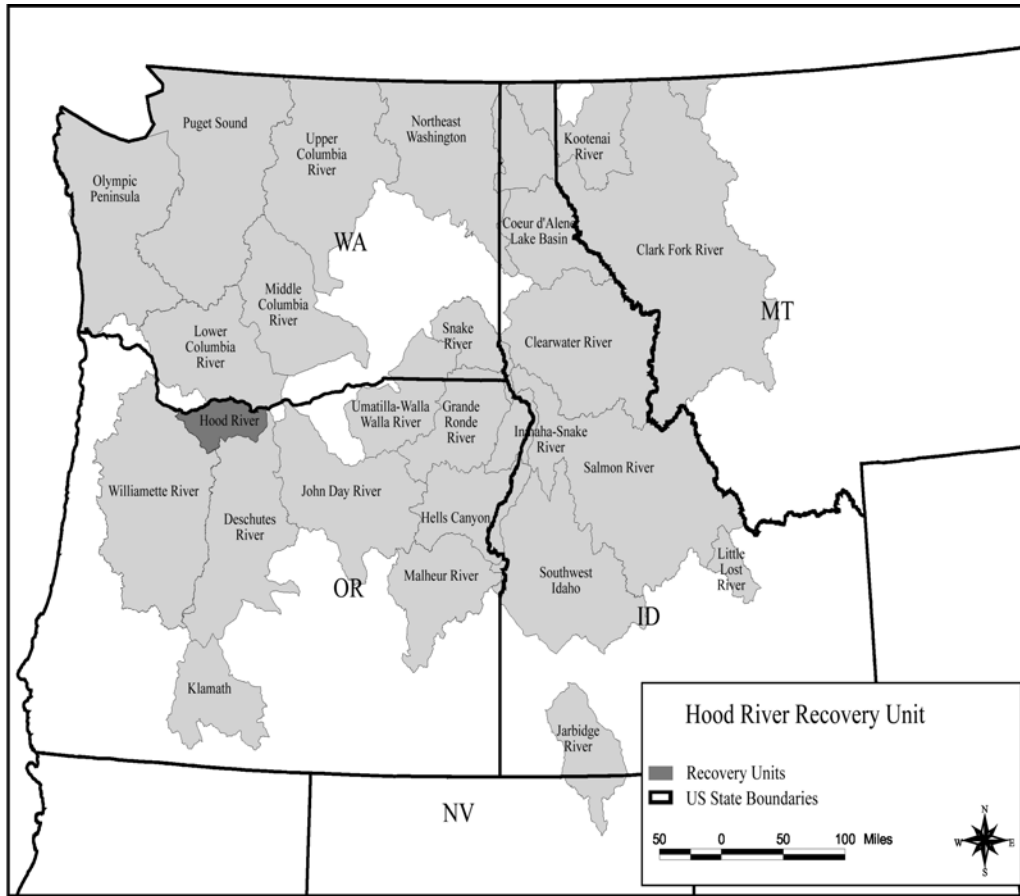 Puget Sound
Upper
Columbia
River
Northeast
Washington
Kootenai
River
Olympic
Peninsula
Coeur d'Alene
Lake Basin
WA
Clark Fork River
Middle
Columbia
River
MT
Lower
Columbia
River
Snake
River
Clearwater River
Hood River
Umatilla-Walla
Walla River
Grande
Ronde
River
Imnaha-Snake
River
Salmon River
Williamette River
John Day River
Deschutes
River
Hells Canyon
Little
Lost
River
Malheur River
Southwest
Idaho
OR
ID
Klamath
Jarbidge
River
NV
Hood River Recovery Unit
Recovery Units
US State Boundaries
50 0 50 100 Miles
N
W E
S